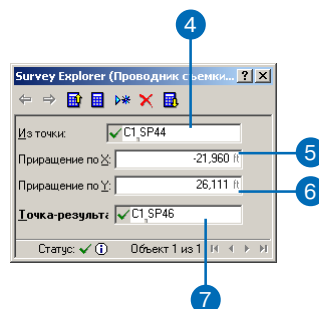 4
Survey Explorer (Проводник съемки...
Из точки: C1_SP44
Приращение по X: -21,960 ft
5
Приращение по Y: 26,111 ft
6
Точка-результа C1_SP46
Статус: Объект 1 из 1
7